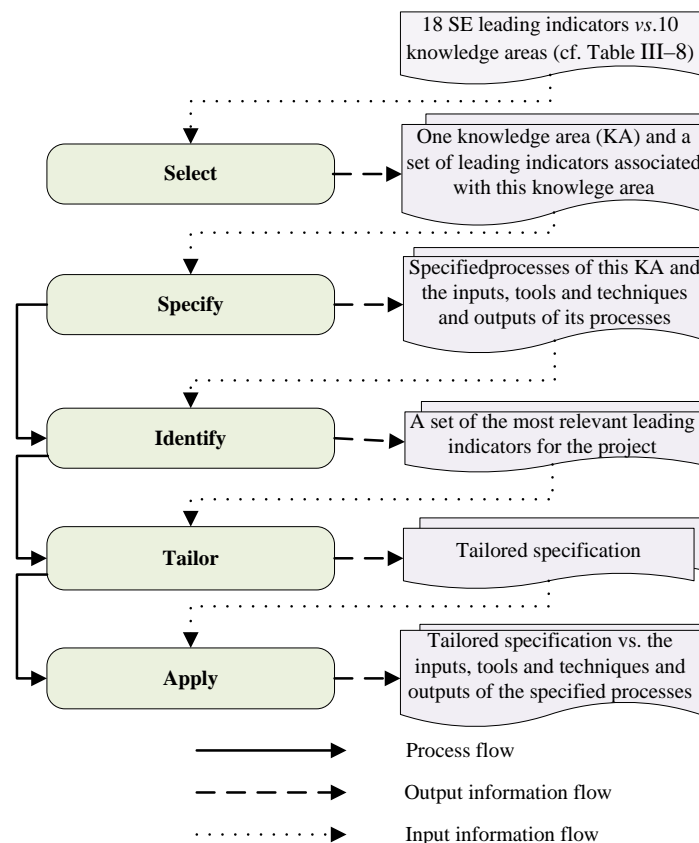 18 SE leading indicators vs.10
knowledge areas (cf. Table III–8)
Select
One knowledge area (KA) and a
set of leading indicators associated
with this knowlege area
Specify
Specifiedprocesses of this KA and
the inputs, tools and techniques
and outputs of its processes
Identify
A set of the most relevant leading
indicators for the project
Tailor
Tailored specification
Apply
Tailored specification vs. the
inputs, tools and techniques and
outputs of the specified processes
Process flow
Output information flow
Input information flow